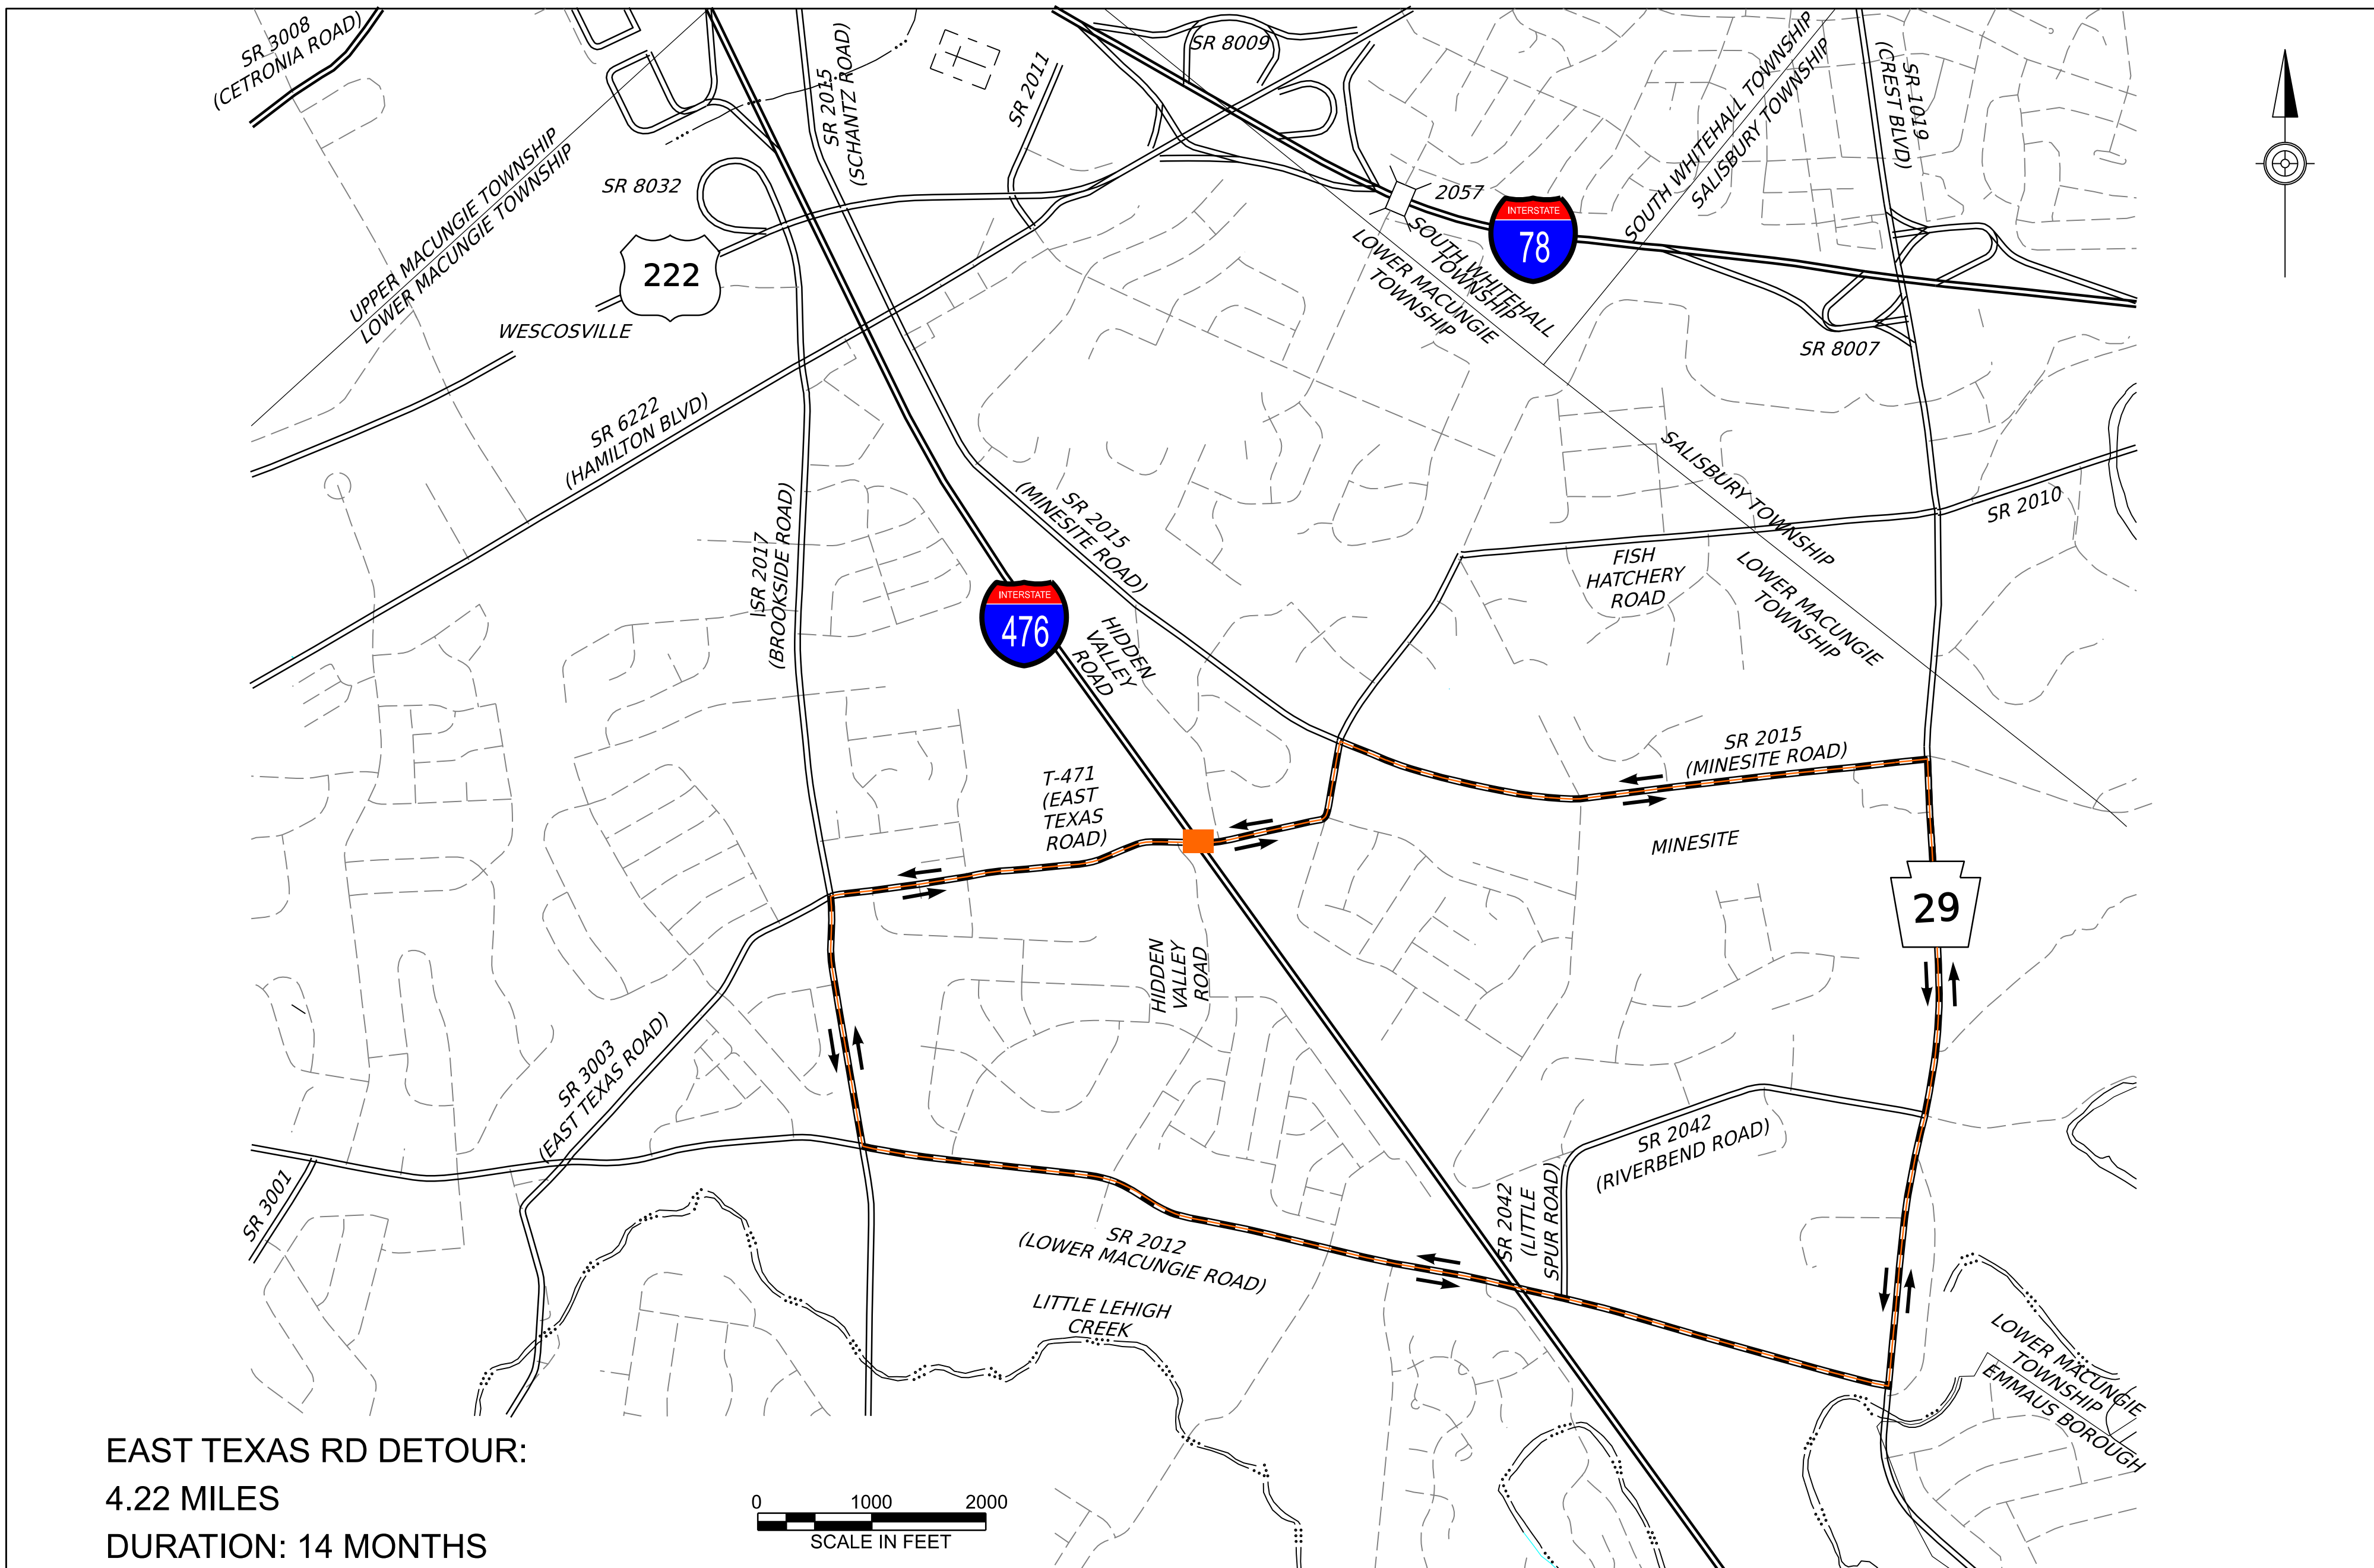 SR 3008
(CETRONIA ROAD)
UPPER MACUNGIE TOWNSHIP
LOWER MACUNGIE TOWNSHIP
SR 8032
222
WESCOSVILLE
SR 2015
(SCHANTZ ROAD)
SR 2011
SR 8009
2057
INTERSTATE
78
SOUTH WHITEHALL
TOWNSHIP
LOWER MACUNGIE
TOWNSHIP
SOUTH WHITEHALL TOWNSHIP
SALISBURY TOWNSHIP
SR 1019
(CREST BLVD)
SR 8007
SR 6222
(HAMILTON BLVD)
SR 2017
(BROOKSIDE ROAD)
SR 2015
(MINESITE ROAD)
INTERSTATE
476
HIDDEN
VALLEY
ROAD
SALISBURY TOWNSHIP
LOWER MACUNGIE
TOWNSHIP
SR 2010
FISH
HATCHERY
ROAD
SR 2015
(MINESITE ROAD)
T-471
(EAST
TEXAS
ROAD)
MINESITE
29
HIDDEN
VALLEY
ROAD
SR 3003
(EAST TEXAS ROAD)
SR 3001
SR 2042
(RIVERBEND ROAD)
SR 2042
(LITTLE
SPUR ROAD)
SR 2012
(LOWER MACUNGIE ROAD)
LITTLE LEHIGH
CREEK
LOWER MACUNGIE
TOWNSHIP
EMMAUS BOROUGH
EAST TEXAS RD DETOUR:
4.22 MILES
DURATION: 14 MONTHS
0 1000 2000
SCALE IN FEET